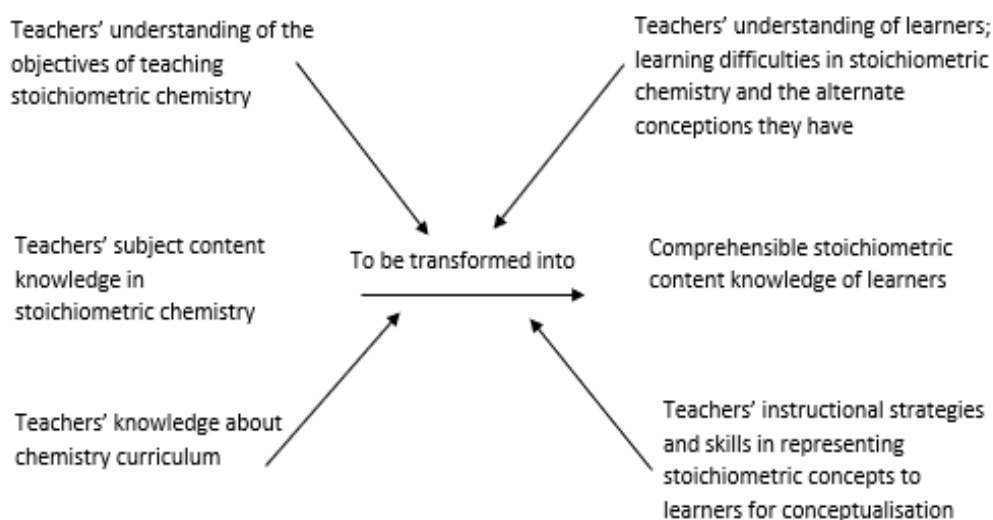 Teachers’ understanding of the
objectives of teaching
stoichiometric chemistry
Teachers’ understanding of learners;
learning difficulties in stoichiometric
chemistry and the alternate
conceptions they have
Teachers’ subject content
knowledge in
stoichiometric chemistry
To be transformed into
Comprehensible stoichiometric
content knowledge of learners
Teachers’ knowledge about
chemistry curriculum
Teachers’ instructional strategies
and skills in representing
stoichiometric concepts to
learners for conceptualisation